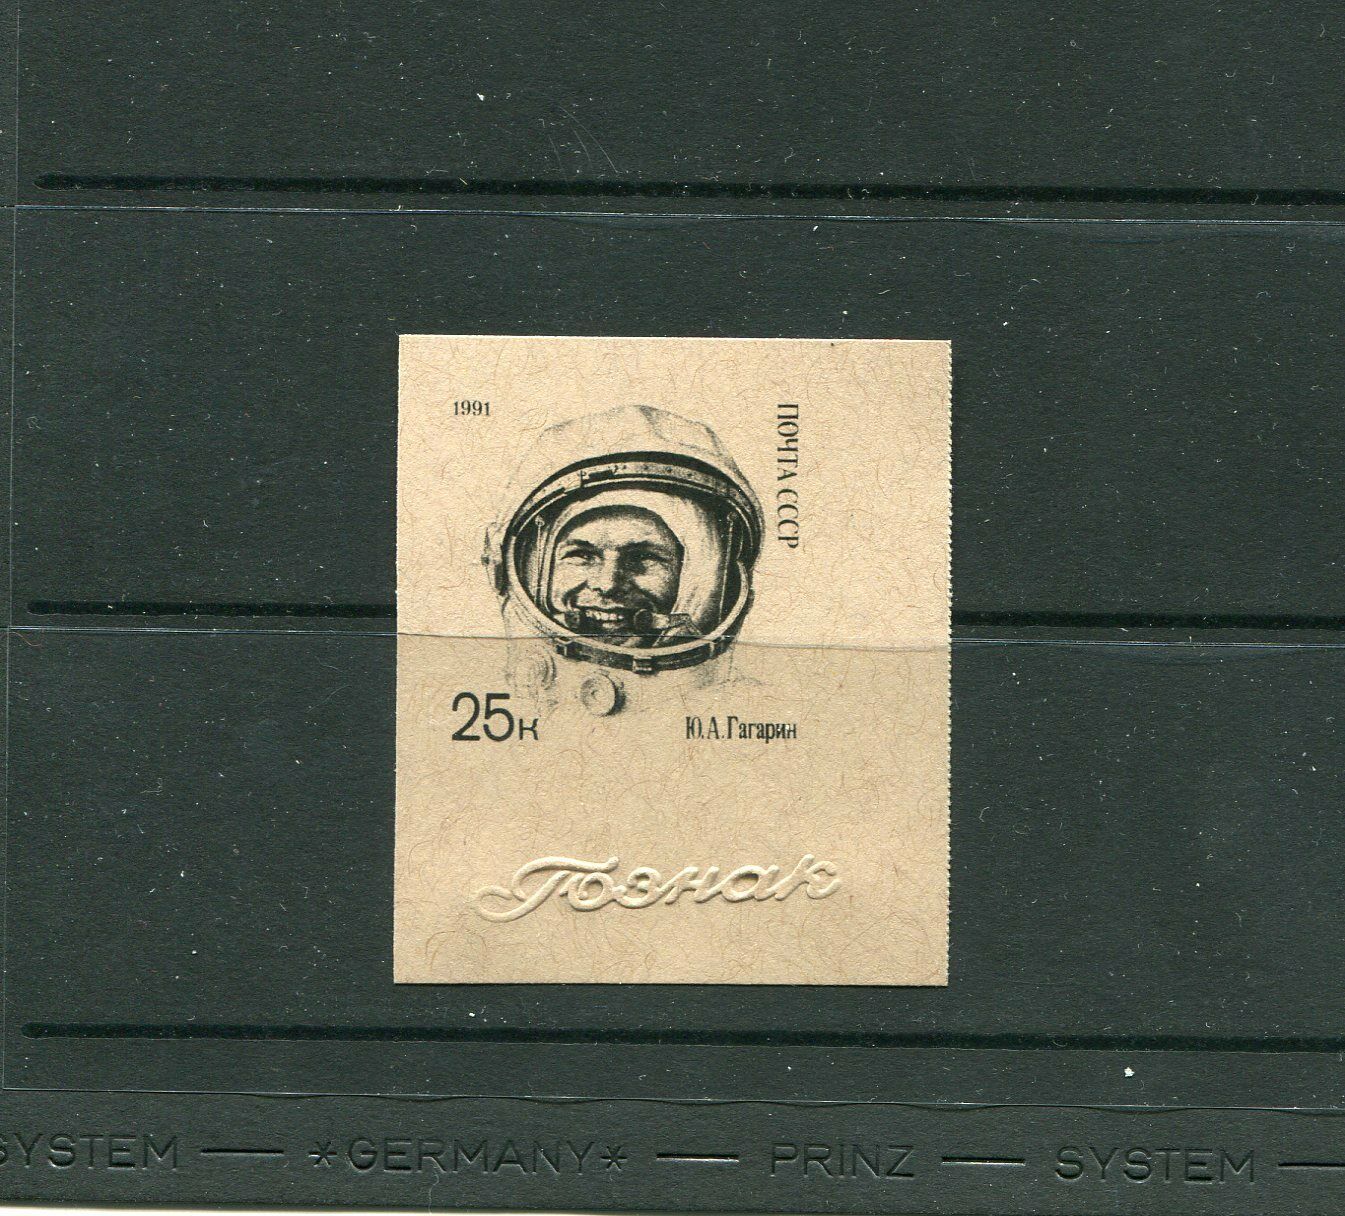 1991
ПОЧТА СССР
25к
Ю.А.Гагарин
Гознак
SYSTEM — *GERMANY* — PRINZ — SYSTEM —